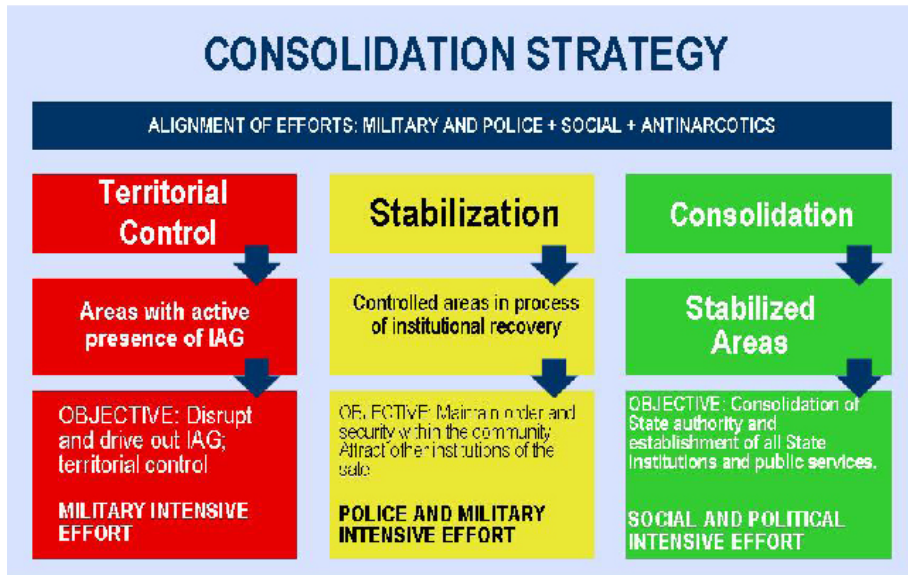 CONSOLIDATION STRATEGY
ALIGNMENT OF EFFORTS: MILITARY AND POLICE + SOCIAL + ANTINARCOTICS
Territorial
Control
Areas with active
presence of IAG
OBJECTIVE: Disrupt
and drive out IAG;
territorial control
MILITARY INTENSIVE
EFFORT
Stabilization
Controlled areas in process
of institutional recovery
OBJECTIVE: Maintain order and
security within the community
Attract other institutions of the
sate
POLICE AND MILITARY
INTENSIVE EFFORT
Consolidation
Stabilized
Areas
OBJECTIVE: Consolidation of
State authority and
establishment of all State
Institutions and public services.
SOCIAL AND POLITICAL
INTENSIVE EFFORT